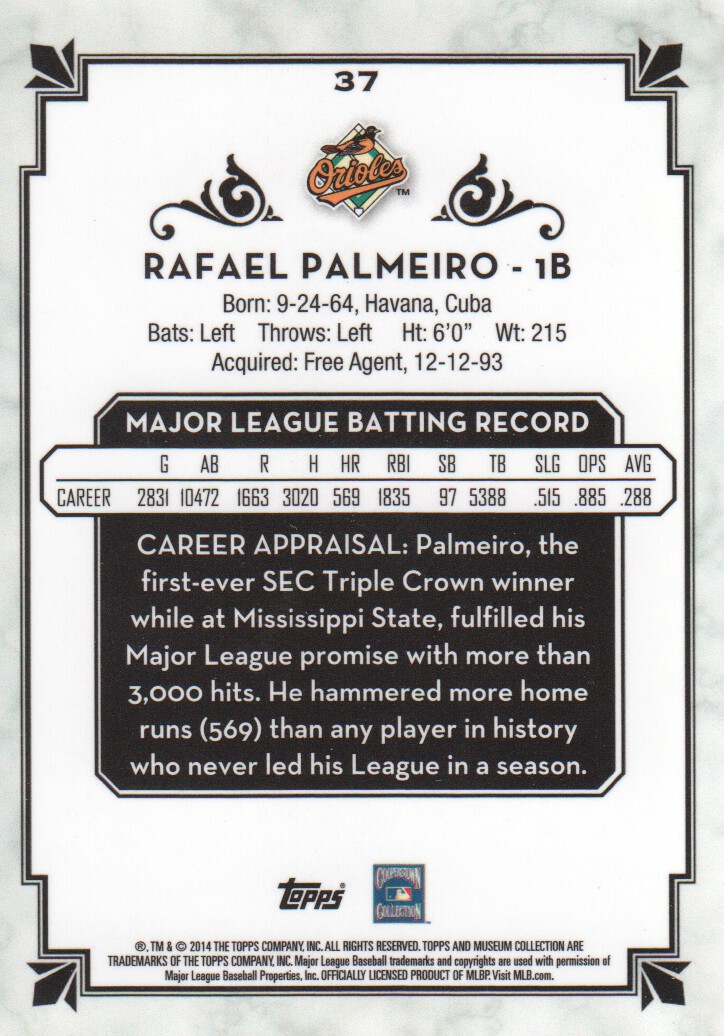 37
Orioles™
RAFAEL PALMEIRO - 1B
Born: 9-24-64, Havana, Cuba
Bats: Left Throws: Left Ht: 6'0" Wt: 215
Acquired: Free Agent, 12-12-93
MAJOR LEAGUE BATTING RECORD
G AB R H HR RBI SB TB SLG OPS AVG
CAREER 2831 10472 1663 3020 569 1835 97 5388 .515 .885 .288
CAREER APPRAISAL: Palmeiro, the
first-ever SEC Triple Crown winner
while at Mississippi State, fulfilled his
Major League promise with more than
3,000 hits. He hammered more home
runs (569) than any player in history
who never led his League in a season.
Topps®
COOPERSTOWN
COLLECTION™
®, TM & © 2014 THE TOPPS COMPANY, INC. ALL RIGHTS RESERVED. TOPPS AND MUSEUM COLLECTION ARE
TRADEMARKS OF THE TOPPS COMPANY, INC. Major League Baseball trademarks and copyrights are used with permission of
Major League Baseball Properties, Inc. OFFICIALLY LICENSED PRODUCT OF MLBP. Visit MLB.com.